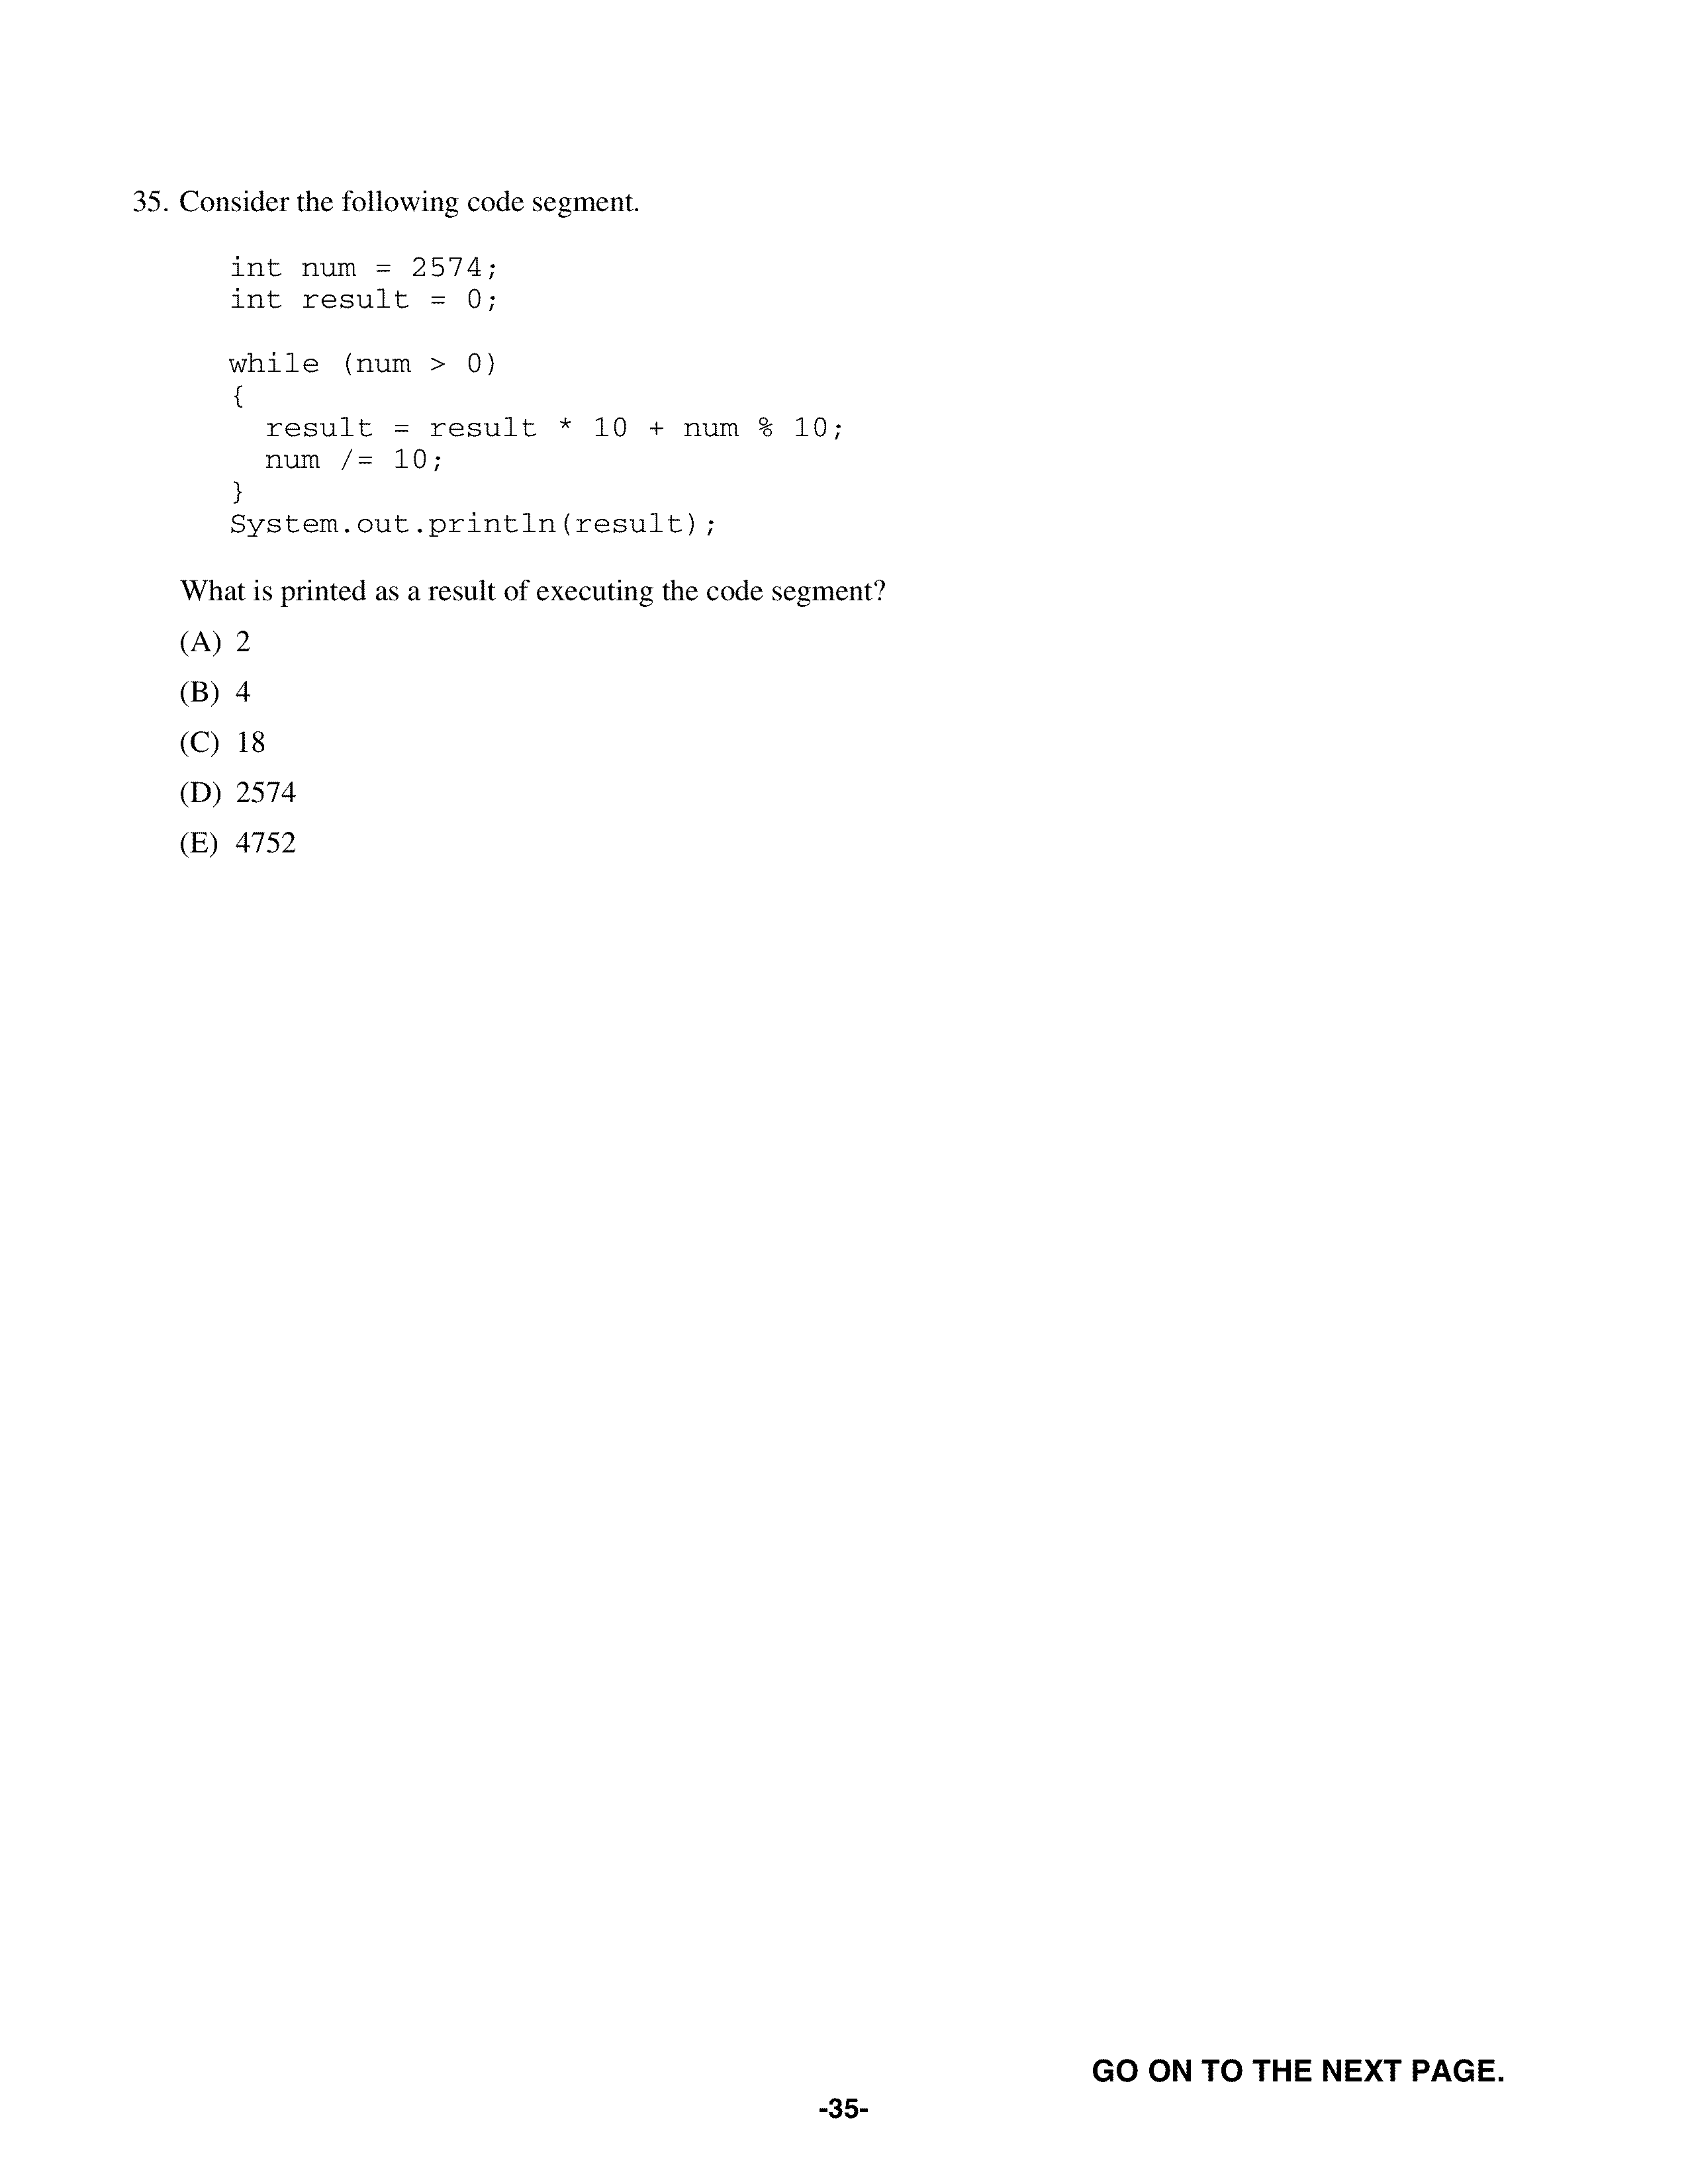 35. Consider the following code segment.
int num = 2574;
int result = 0;
while (num > 0)
{
result = result * 10 + num % 10;
num /= 10;
}
System.out.println(result);
What is printed as a result of executing the code segment?
(A) 2
(B) 4
(C) 18
(D) 2574
(E) 4752
GO ON TO THE NEXT PAGE.
-35-